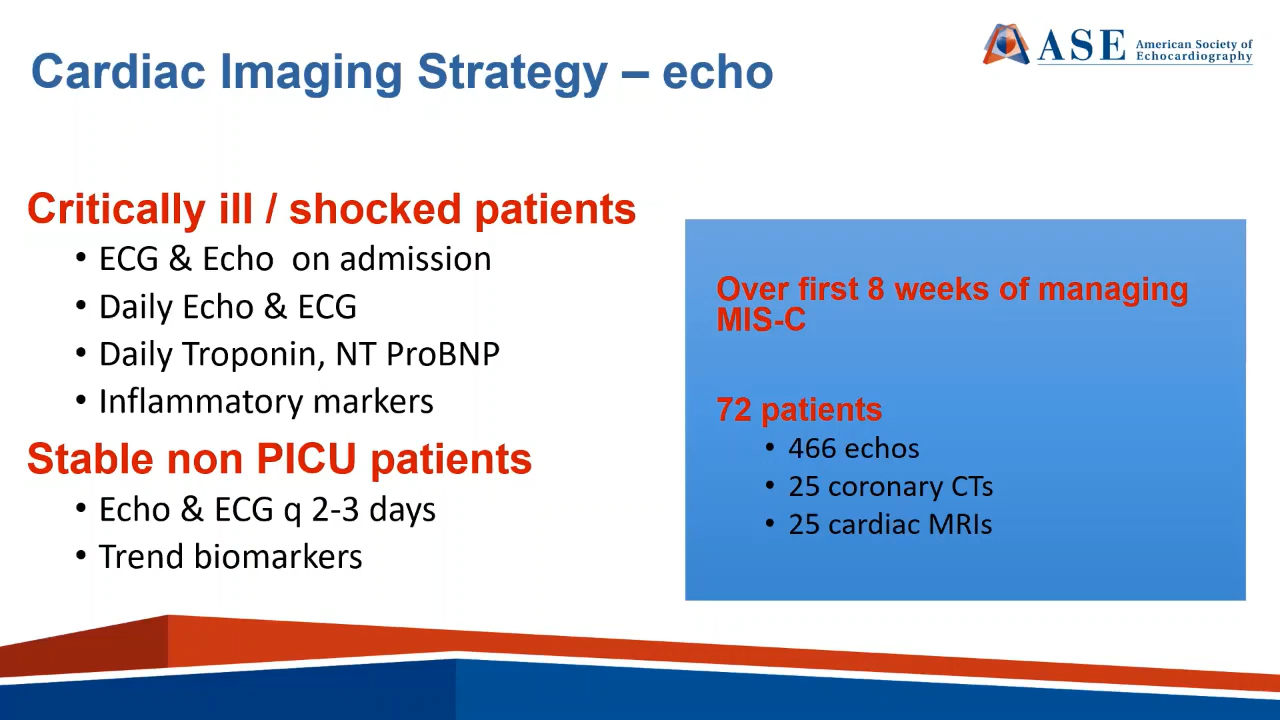 Cardiac Imaging Strategy – echo
ASE American Society of
Echocardiography
Critically ill / shocked patients
• ECG & Echo  on admission
• Daily Echo & ECG
• Daily Troponin, NT ProBNP
• Inflammatory markers
Stable non PICU patients
• Echo & ECG q 2-3 days
• Trend biomarkers
Over first 8 weeks of managing
MIS-C
72 patients
• 466 echos
• 25 coronary CTs
• 25 cardiac MRIs